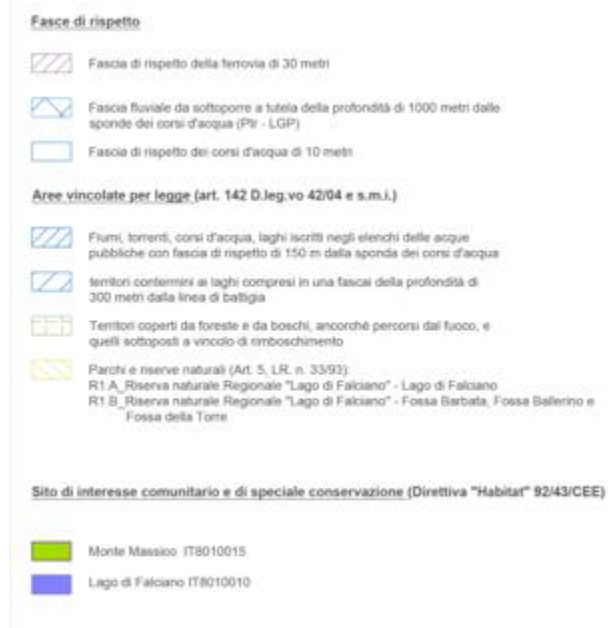 Fasce di rispetto
Fascia di rispetto della ferrovia di 30 metri
Fascia fluviale da sottoporre a tutela della profondità di 1000 metri dalle
sponde dei corsi d'acqua (Ptr - LGP)
Fascia di rispetto dei corsi d'acqua di 10 metri
Aree vincolate per legge (art. 142 D.leg.vo 42/04 e s.m.i.)
Fiumi, torrenti, corsi d'acqua, laghi iscritti negli elenchi delle acque
pubbliche con fascia di rispetto di 150 m dalla sponda dei corsi d'acqua
territori contermini ai laghi compresi in una fascai della profondità di
300 metri dalla linea di battigia
Territori coperti da foreste e da boschi, ancorchè percorsi dal fuoco, e
quelli sottoposti a vincolo di rimboschimento
Parchi e riserve naturali (Art. 5, LR. n. 33/93)
R1.A_Riserva naturale Regionale "Lago di Falciano" - Lago di Falciano
R1.B_Riserva naturale Regionale "Lago di Falciano" - Fossa Barbata, Fossa Ballerino e
Fossa della Torre
Sito di interesse comunitario e di speciale conservazione (Direttiva "Habitat" 92/43/CEE)
Monte Massico IT8010015
Lago di Falciano IT8010010